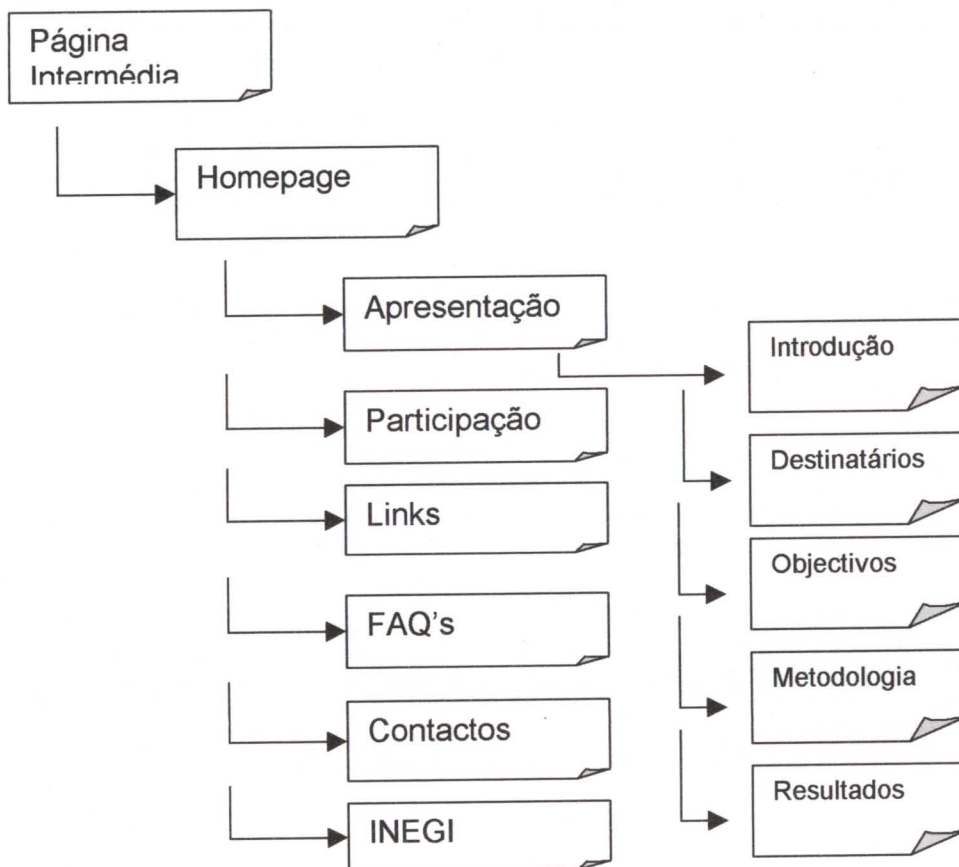 Página
Intermédia
Homepage
Apresentação
Participação
Links
FAQ's
Contactos
INEGI
Introdução
Destinatários
Objectivos
Metodologia
Resultados